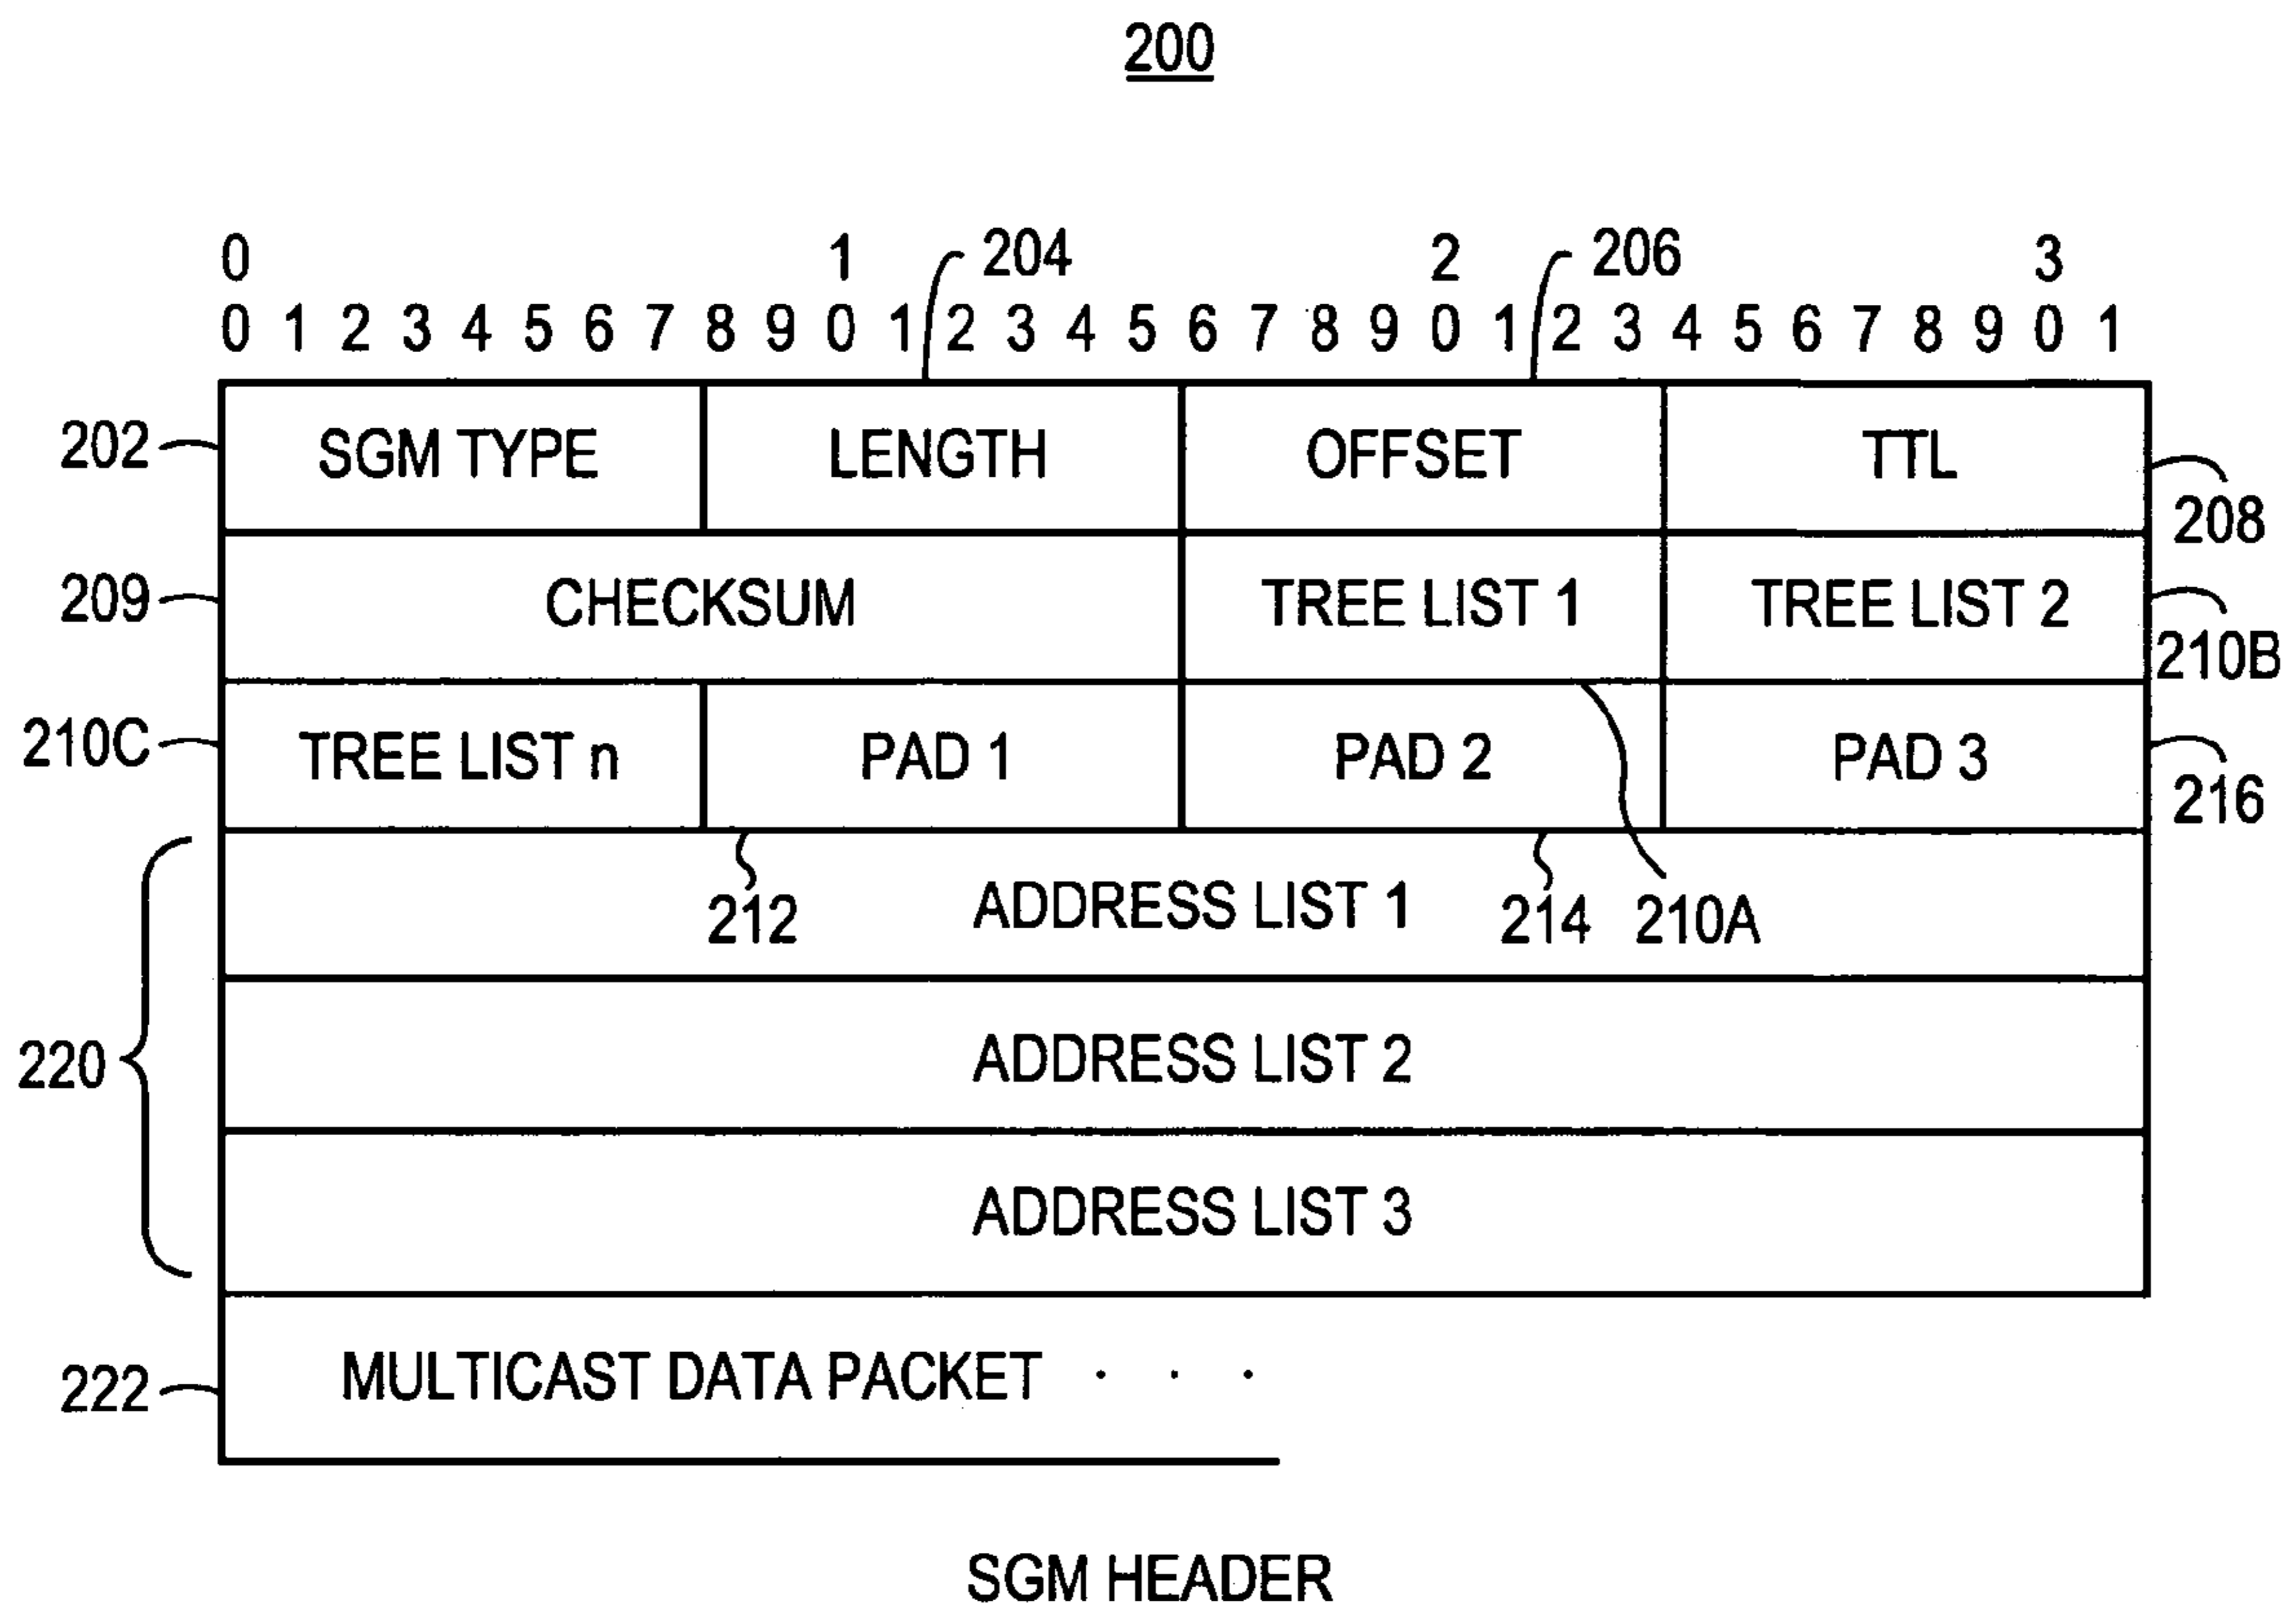 200
0 1 204 2 206 3
0 1 2 3 4 5 6 7 8 9 0 1 2 3 4 5 6 7 8 9 0 1 2 3 4 5 6 7 8 9 0 1
202 SGM TYPE LENGTH OFFSET TTL
208
209 CHECKSUM TREE LIST 1 TREE LIST 2
210B
210C TREE LIST n PAD 1 PAD 2 PAD 3
216
212 ADDRESS LIST 1 214 210A
220 ADDRESS LIST 2
ADDRESS LIST 3
222 MULTICAST DATA PACKET . . .
SGM HEADER